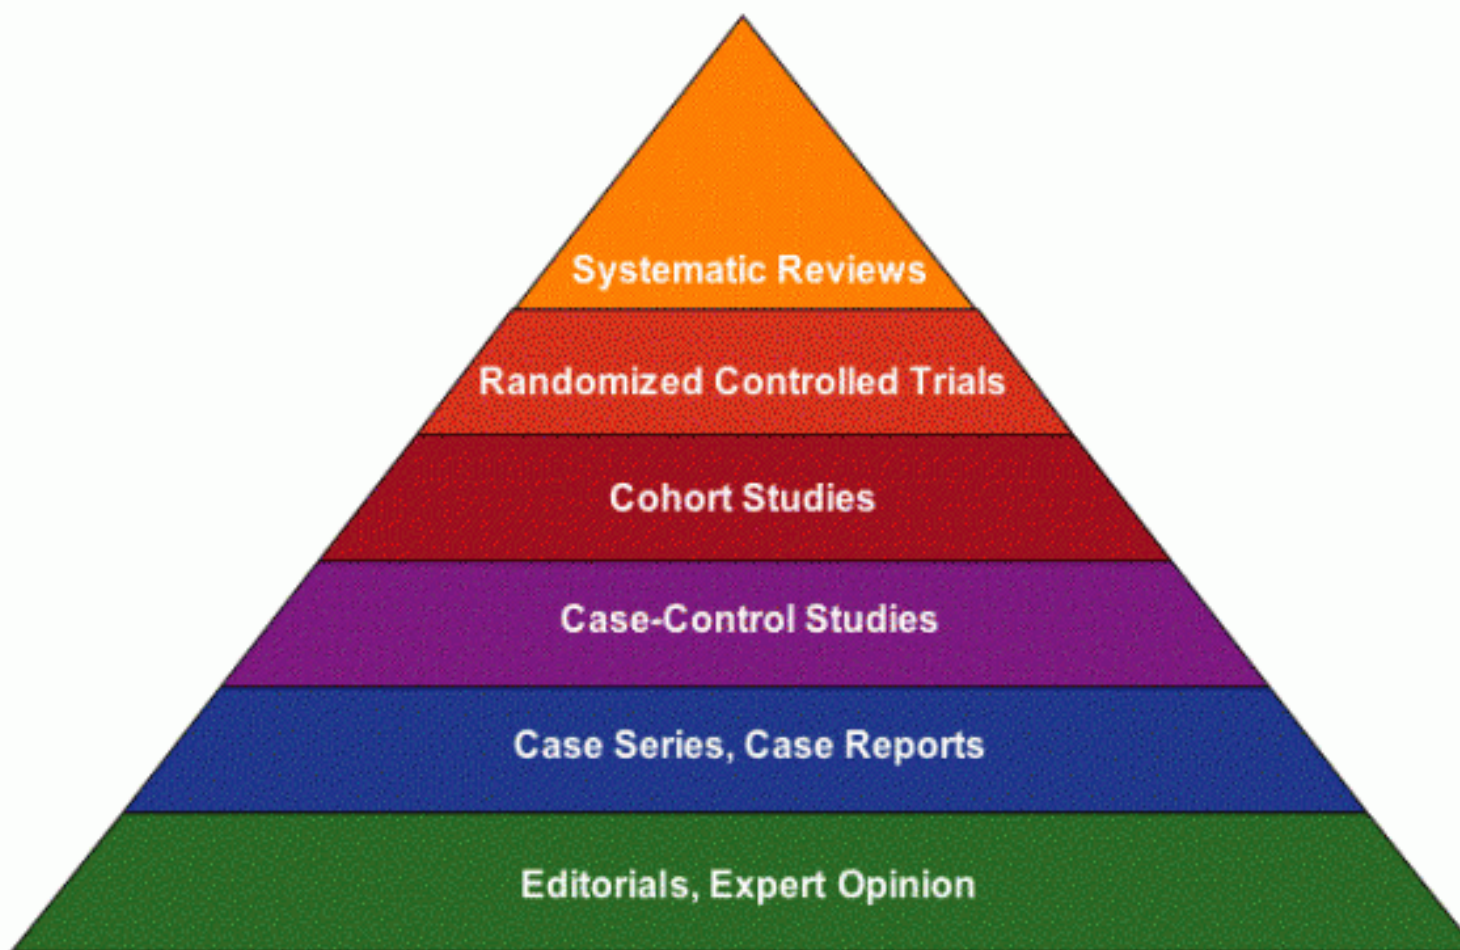 Systematic Reviews
Randomized Controlled Trials
Cohort Studies
Case-Control Studies
Case Series, Case Reports
Editorials, Expert Opinion